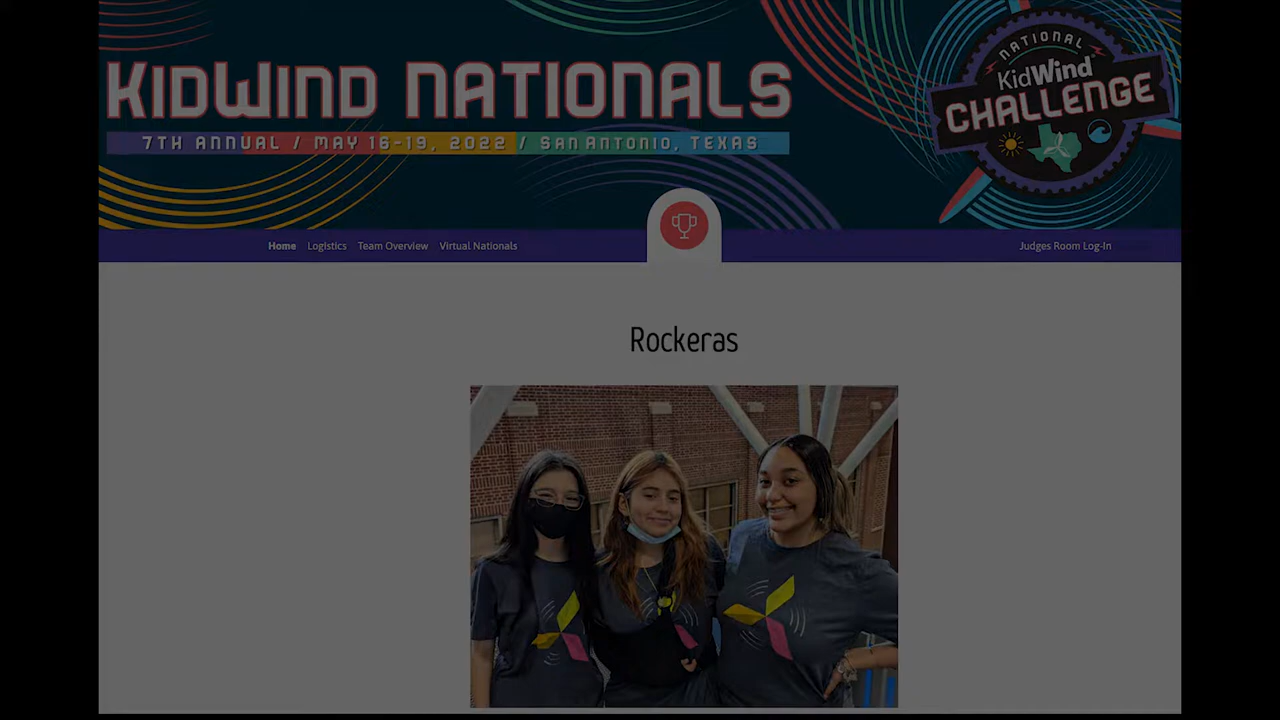 KIDWIND NATIONALS
7TH ANNUAL / MAY 16-19, 2022 / SAN ANTONIO, TEXAS
NATIONAL
KidWind
CHALLENGE
Home Logistics Team Overview Virtual Nationals Judges Room Log-In
Rockeras